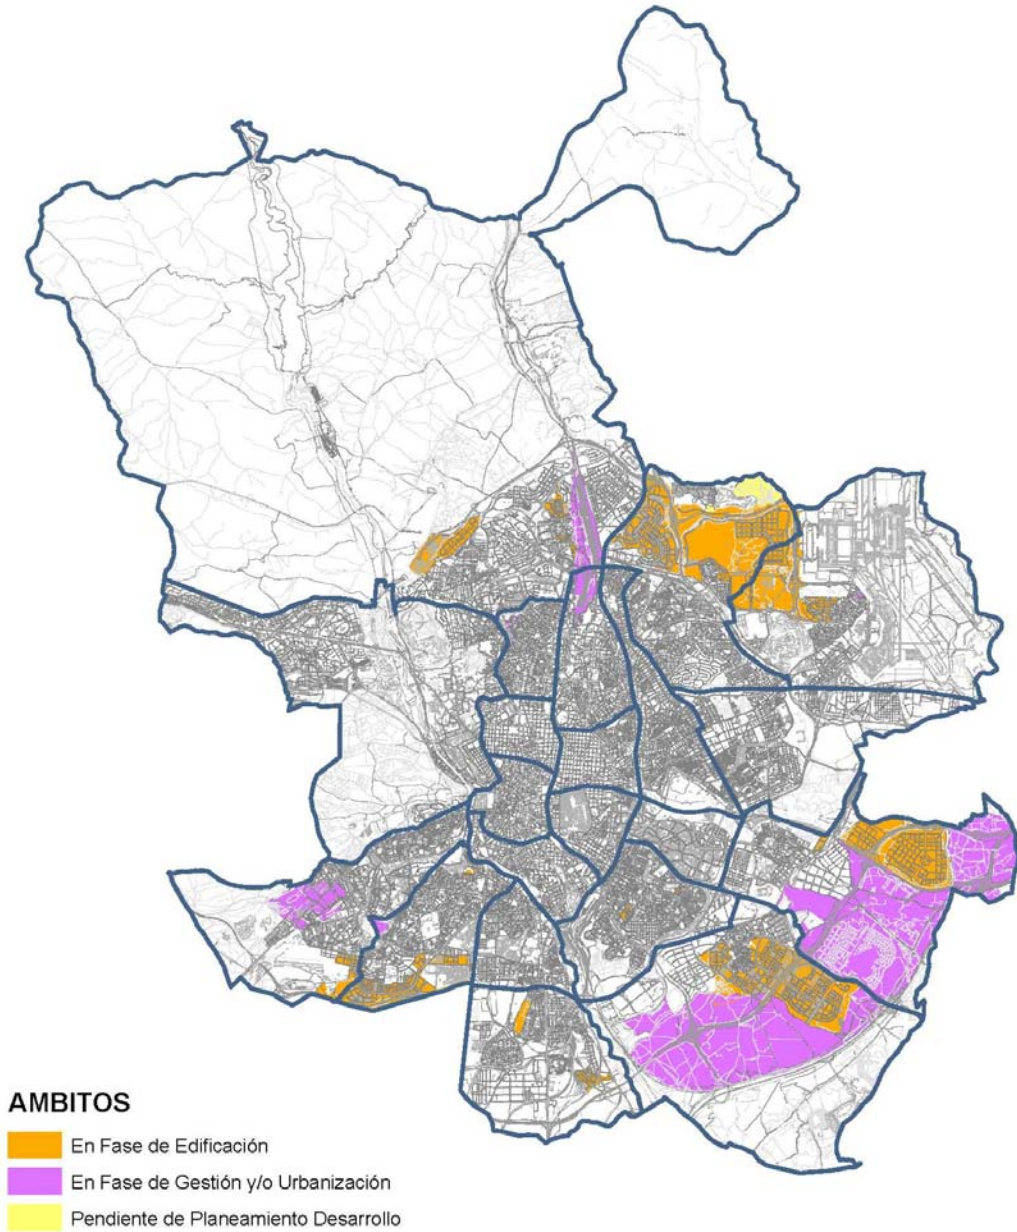 AMBITOS
En Fase de Edificación
En Fase de Gestión y/o Urbanización
Pendiente de Planeamiento Desarrollo